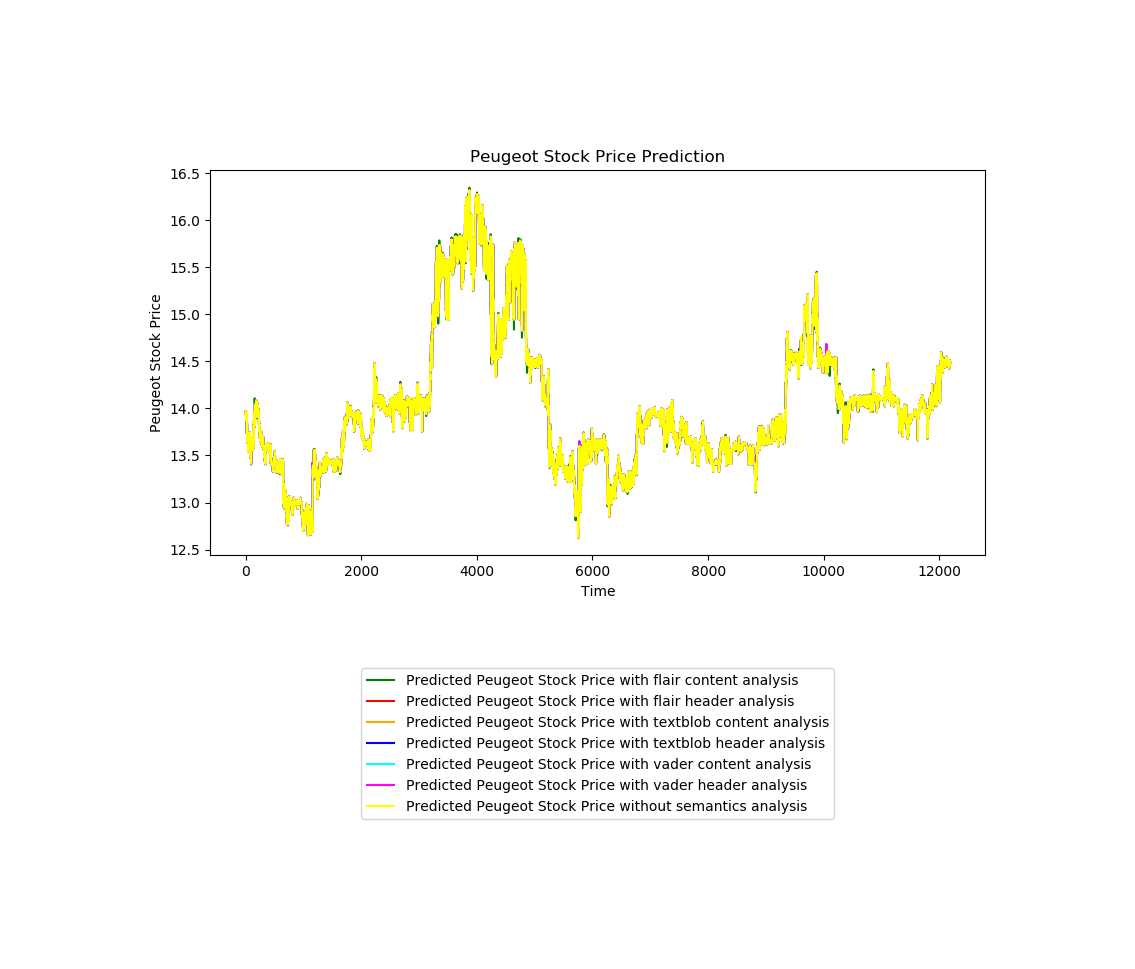 Peugeot Stock Price Prediction
16.5
16.0
15.5
15.0
14.5
14.0
13.5
13.0
12.5
Peugeot Stock Price
0 2000 4000 6000 8000 10000 12000
Time
Predicted Peugeot Stock Price with flair content analysis
Predicted Peugeot Stock Price with flair header analysis
Predicted Peugeot Stock Price with textblob content analysis
Predicted Peugeot Stock Price with textblob header analysis
Predicted Peugeot Stock Price with vader content analysis
Predicted Peugeot Stock Price with vader header analysis
Predicted Peugeot Stock Price without semantics analysis